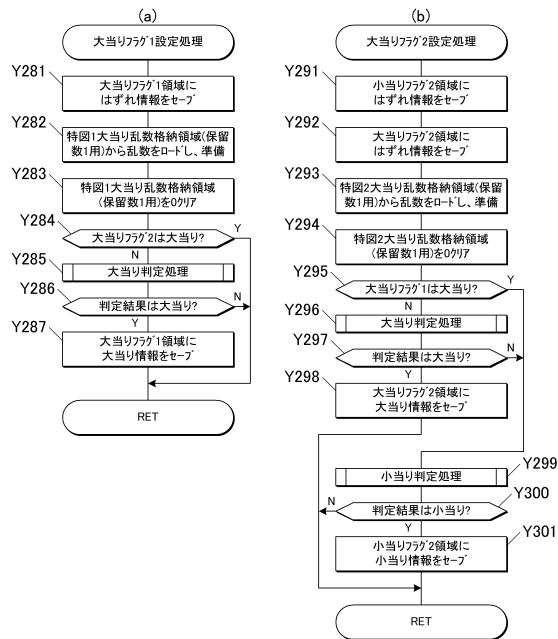 (a)
大当りフラグ1設定処理
Y281
大当りフラグ1領域に
はずれ情報をセーブ
Y282
特図1大当り乱数格納領域(保留
数1用)から乱数をロードし、準備
Y283
特図1大当り乱数格納領域
(保留数1用)を0クリア
Y284
大当りフラグ2は大当り?
Y
N
Y285
大当り判定処理
Y286
判定結果は大当り?
N
Y
Y287
大当りフラグ1領域に
大当り情報をセーブ
RET
(b)
大当りフラグ2設定処理
Y291
小当りフラグ2領域に
はずれ情報をセーブ
Y292
大当りフラグ2領域に
はずれ情報をセーブ
Y293
特図2大当り乱数格納領域(保留
数1用)から乱数をロードし、準備
Y294
特図2大当り乱数格納領域
(保留数1用)を0クリア
Y295
大当りフラグ1は大当り?
Y
N
Y296
大当り判定処理
Y297
判定結果は大当り?
N
Y
Y298
大当りフラグ2領域に
大当り情報をセーブ
小当り判定処理
Y299
N
判定結果は小当り?
Y300
Y
小当りフラグ2領域に
小当り情報をセーブ
Y301
RET